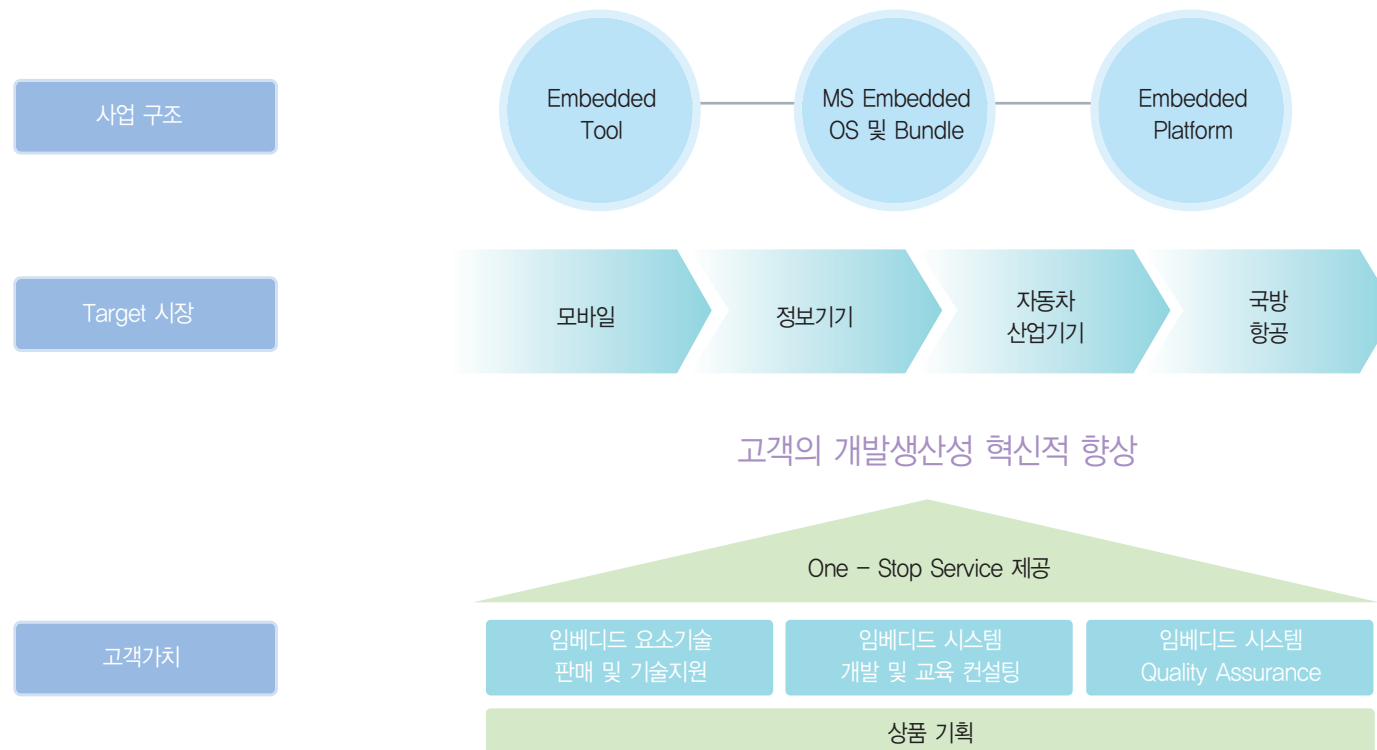 사업 구조
Embedded
Tool
MS Embedded
OS 및 Bundle
Embedded
Platform
Target 시장
모바일
정보기기
자동차
산업기기
국방
항공
고객의 개발생산성 혁신적 향상
One - Stop Service 제공
고객가치
임베디드 요소기술
판매 및 기술지원
임베디드 시스템
개발 및 교육 컨설팅
임베디드 시스템
Quality Assurance
상품 기획